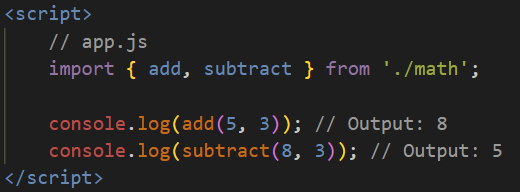 <script>
// app.js
import { add, subtract } from './math';
console.log(add(5, 3)); // Output: 8
console.log(subtract(8, 3)); // Output: 5
</script>